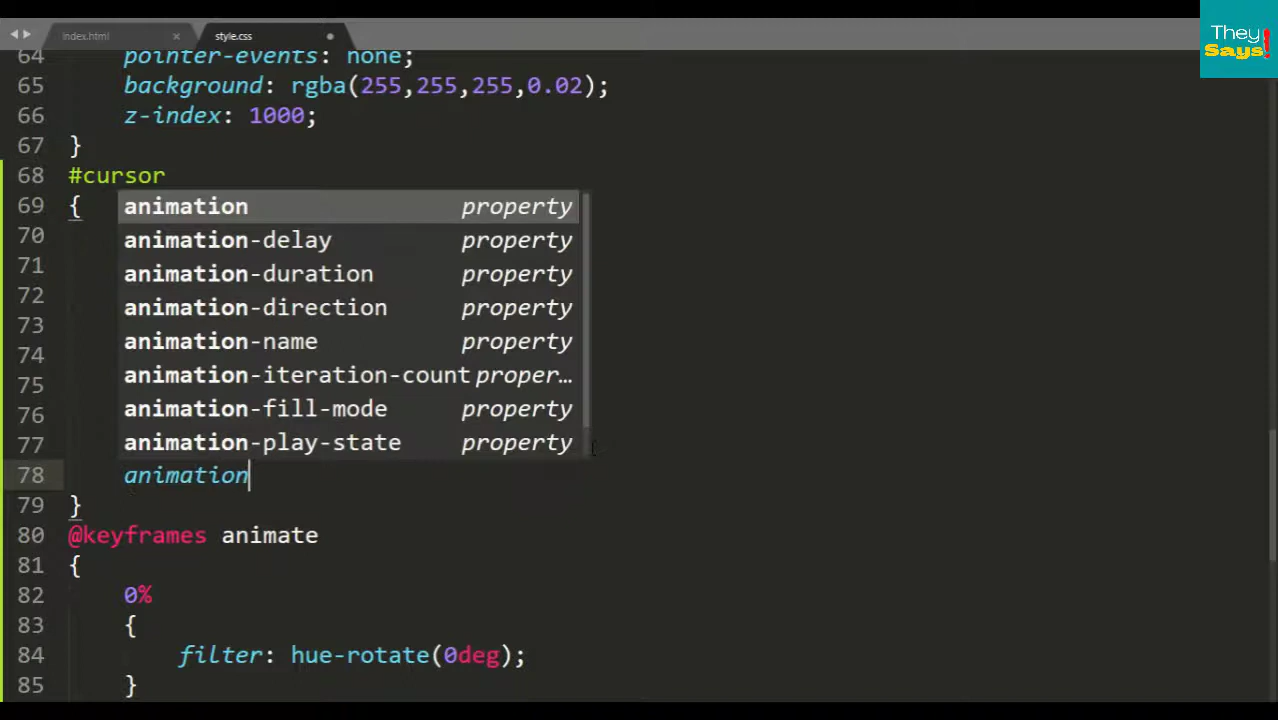 index.html ×
style.css
They
Says!
64 pointer-events: none;
65 background: rgba(255,255,255,0.02);
66 z-index: 1000;
67 }
68 #cursor
69 {
animation property
70
animation-delay property
71
animation-duration property
72
animation-direction property
73
animation-name property
74
animation-iteration-count proper…
75
animation-fill-mode property
76
animation-play-state property
77
78 animation
79 }
80 @keyframes animate
81 {
82 0%
83 {
84 filter: hue-rotate(0deg);
85 }